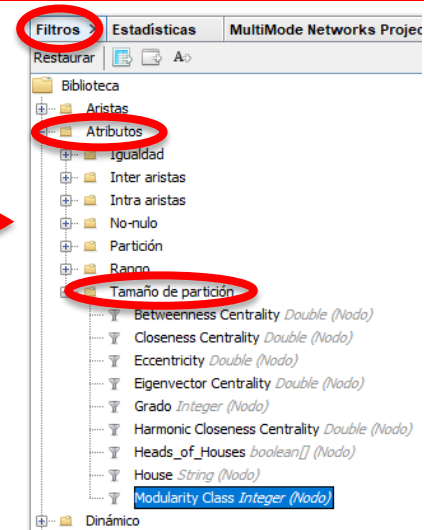 Filtros × Estadísticas MultiMode Networks Projec
Restaurar A
Biblioteca
Aristas
Atributos
Igualdad
Inter aristas
Intra aristas
No-nulo
Partición
Rango
Tamaño de partición
Betweenness Centrality Double (Nodo)
Closeness Centrality Double (Nodo)
Eccentricity Double (Nodo)
Eigenvector Centrality Double (Nodo)
Grado Integer (Nodo)
Harmonic Closeness Centrality Double (Nodo)
Heads_of_Houses boolean[] (Nodo)
House String (Nodo)
Modularity Class Integer (Nodo)
Dinámico